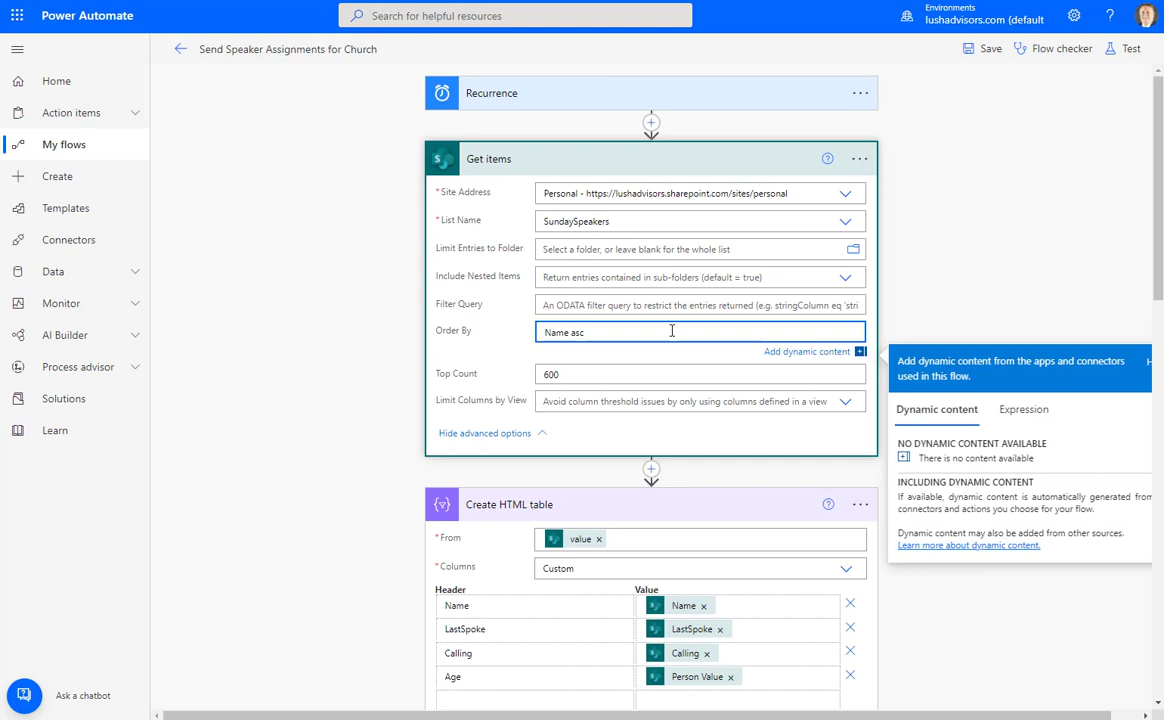 Power Automate
Search for helpful resources
Environments
lushadvisors.com (default
?
Send Speaker Assignments for Church
Save
Flow checker
Test
Home
Action items
My flows
Create
Templates
Connectors
Data
Monitor
AI Builder
Process advisor
Solutions
Learn
Ask a chatbot
Recurrence
Get items
*Site Address
Personal - https://lushadvisors.sharepoint.com/sites/personal
*List Name
SundaySpeakers
Limit Entries to Folder
Select a folder, or leave blank for the whole list
Include Nested Items
Return entries contained in sub-folders (default = true)
Filter Query
An ODATA filter query to restrict the entries returned (e.g. stringColumn eq 'stri
Order By
Name asc
Add dynamic content
Top Count
600
Limit Columns by View
Avoid column threshold issues by only using columns defined in a view
Hide advanced options
Add dynamic content from the apps and connectors
used in this flow.
H
Dynamic content
Expression
NO DYNAMIC CONTENT AVAILABLE
There is no content available
INCLUDING DYNAMIC CONTENT
If available, dynamic content is automatically generated from
connectors and actions you choose for your flow.
Dynamic content may also be added from other sources.
Learn more about dynamic content.
Create HTML table
*From
value
*Columns
Custom
Header
Value
Name
Name
LastSpoke
LastSpoke
Calling
Calling
Age
Person Value